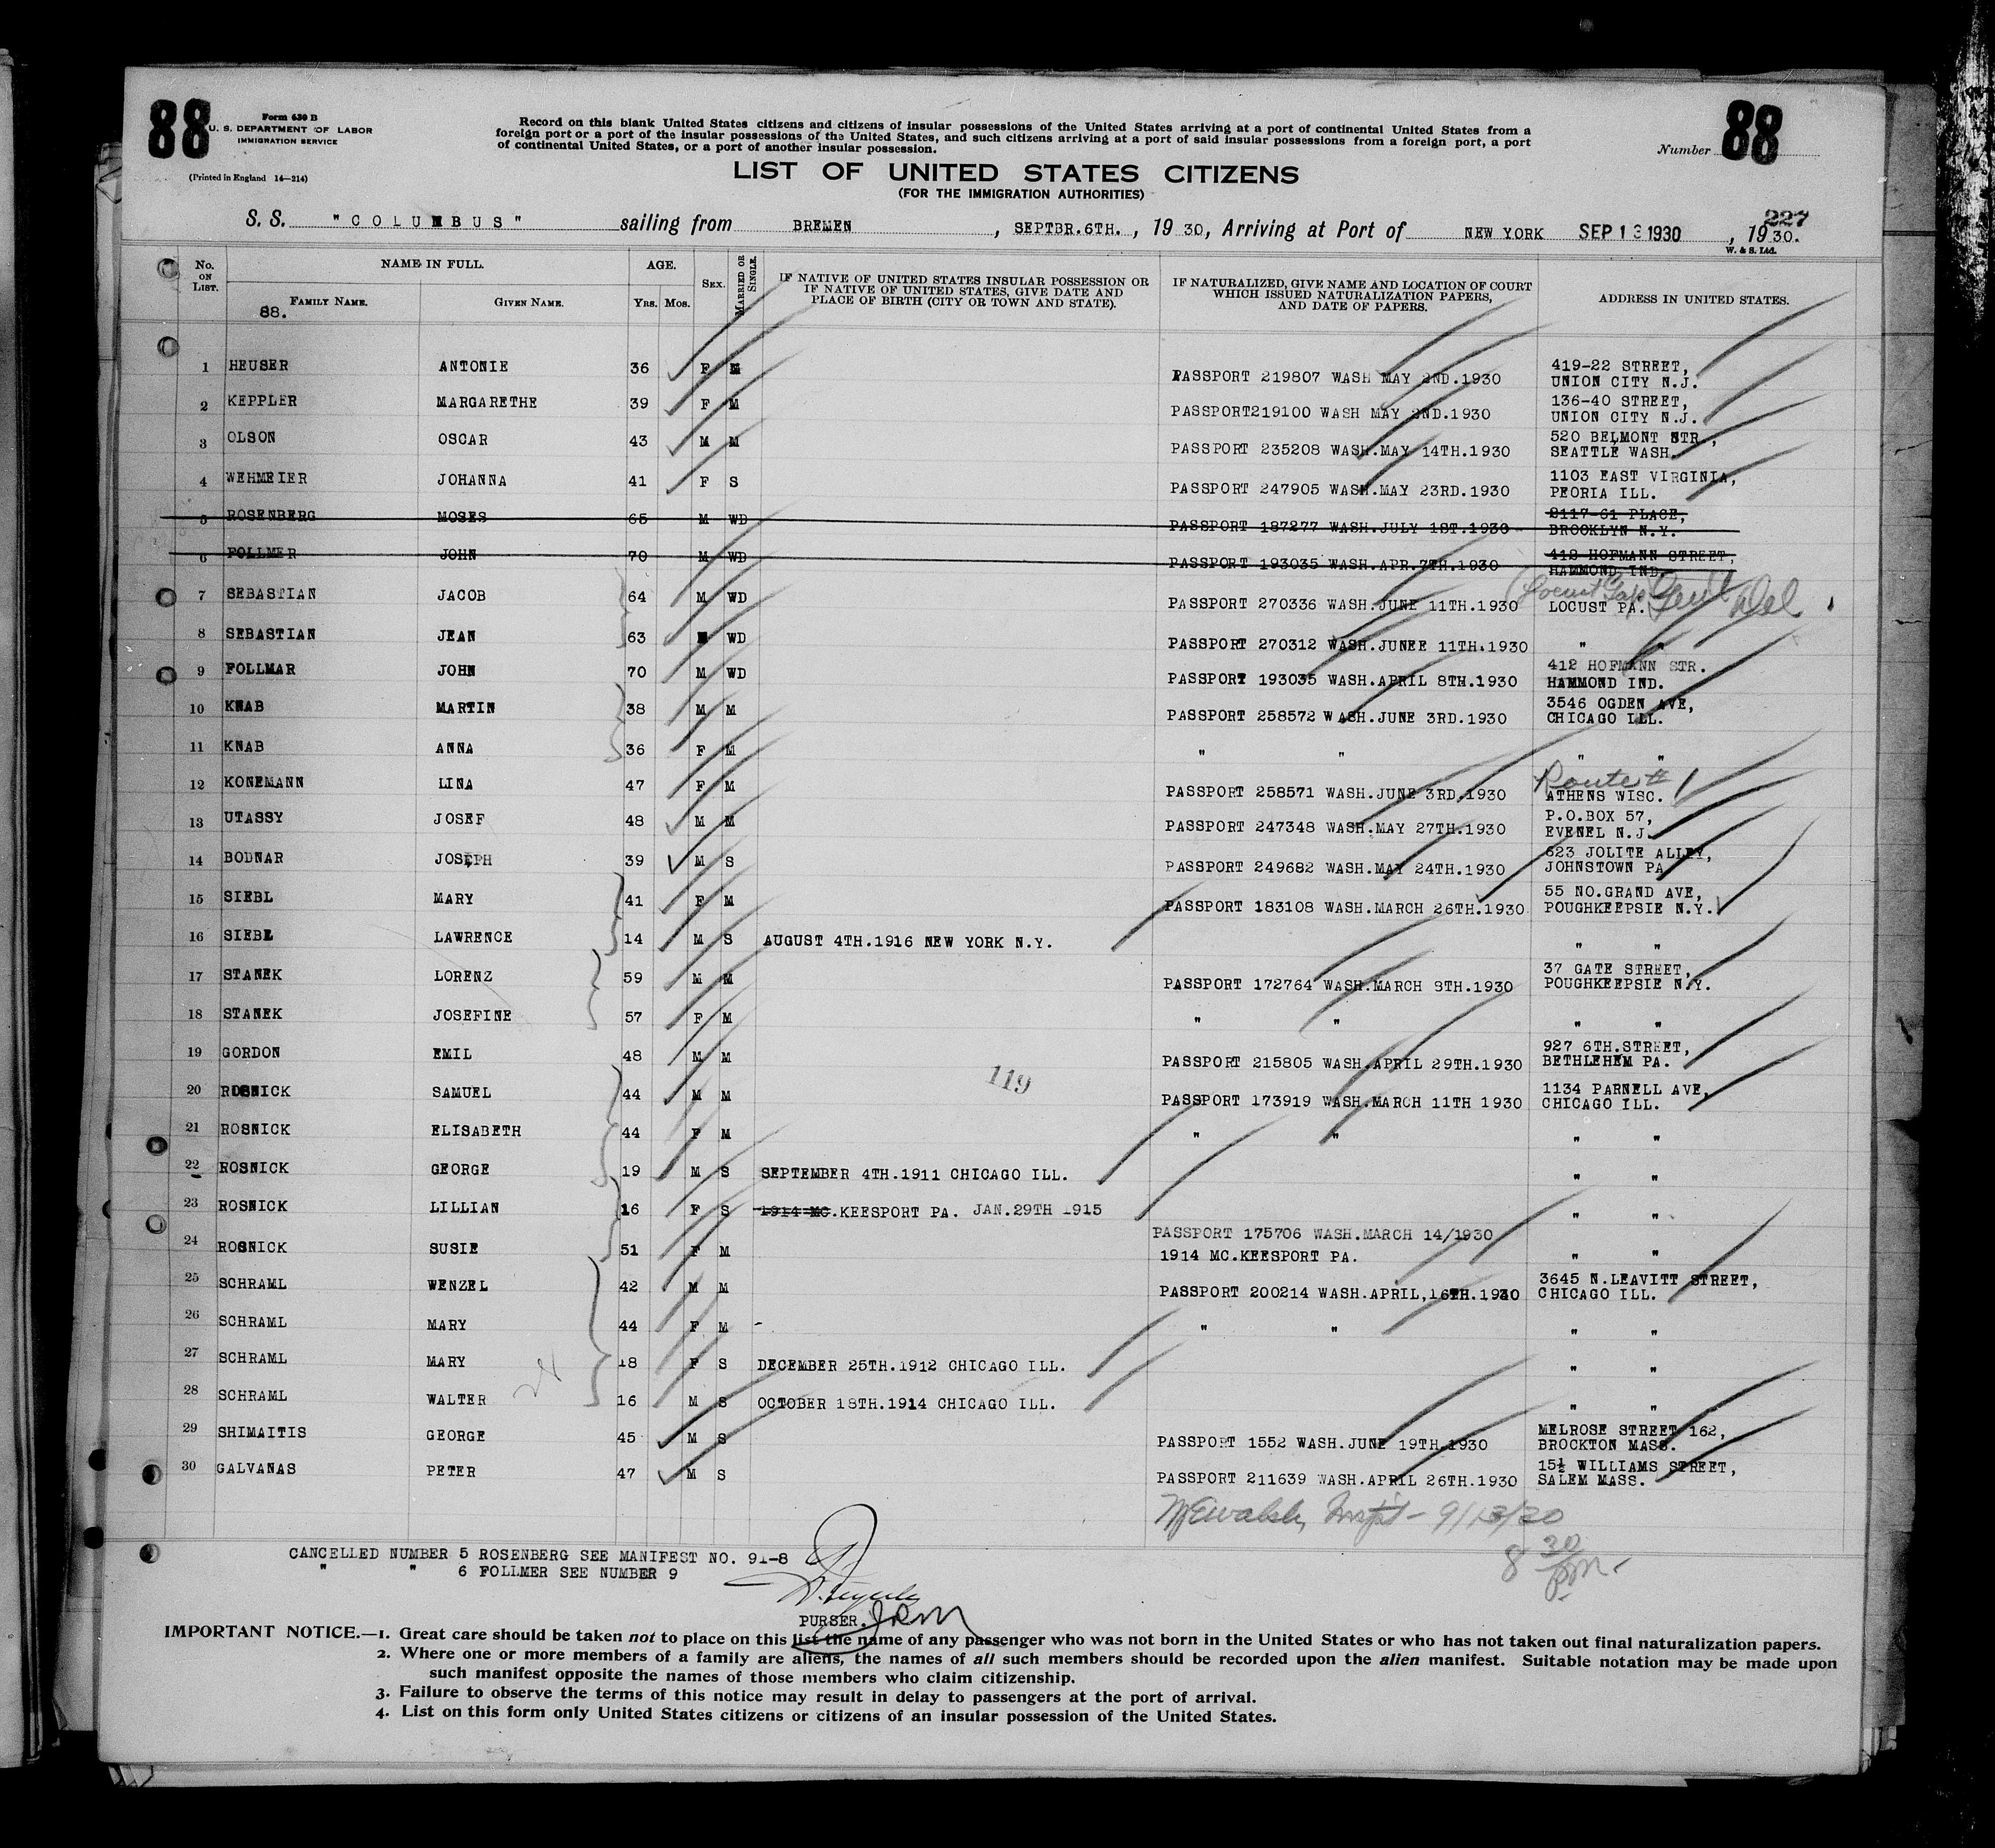 88
Form 630 B
U. S. DEPARTMENT OF LABOR
IMMIGRATION SERVICE
(Printed in England 14—214)
Record on this blank United States citizens and citizens of insular possessions of the United States arriving at a port of continental United States from a
foreign port or a port of the insular possessions of the United States, and such citizens arriving at a port of said insular possessions from a foreign port, a port
of continental United States, or a port of another insular possession.
Number 88
LIST OF UNITED STATES CITIZENS
(FOR THE IMMIGRATION AUTHORITIES)
227
S. S. "COLUMBUS" sailing from BREMEN, SEPTBR.6TH., 1930, Arriving at Port of NEW YORK SEP 13 1930, 1930.
W. & S. Ltd.
No. ON LIST. NAME IN FULL. AGE. SEX. MARRIED OR SINGLE. IF NATIVE OF UNITED STATES INSULAR POSSESSION OR IF NATIVE OF UNITED STATES, GIVE DATE AND PLACE OF BIRTH (CITY OR TOWN AND STATE). IF NATURALIZED, GIVE NAME AND LOCATION OF COURT WHICH ISSUED NATURALIZATION PAPERS, AND DATE OF PAPERS. ADDRESS IN UNITED STATES.
FAMILY NAME. GIVEN NAME. Yrs. Mos.
88.
1 HEUSER ANTONIE 36 F M PASSPORT 219807 WASH MAY 2ND.1930 419-22 STREET, UNION CITY N.J.
2 KEPPLER MARGARETHE 39 F M PASSPORT219100 WASH MAY 2ND.1930 136-40 STREET, UNION CITY N.J.
3 OLSON OSCAR 43 M M PASSPORT 235208 WASH.MAY 14TH.1930 520 BELMONT STR., SEATTLE WASH.
4 WEHMEIER JOHANNA 41 F S PASSPORT 247905 WASH.MAY 23RD.1930 1103 EAST VIRGINIA, PEORIA ILL.
5 ROSENBERG MOSES 65 M WD PASSPORT 187277 WASH.JULY 1ST.1930 2117-61 PLACE, BROOKLYN N.Y.
6 FOLLMER JOHN 70 M WD PASSPORT 193035 WASH.APR.7TH.1930 412 HOFMANN STREET, HAMMOND IND.
7 SEBASTIAN JACOB 64 M WD PASSPORT 270336 WASH.JUNE 11TH.1930 Locust Gap LOCUST PA. Gen'l Del
8 SEBASTIAN JEAN 63 WD PASSPORT 270312 WASH.JUNEE 11TH.1930 " "
9 FOLLMAR JOHN 70 M WD PASSPORT 193035 WASH.APRIL 8TH.1930 412 HOFMANN STR. HAMMOND IND.
10 KNAB MARTIN 38 M M PASSPORT 258572 WASH.JUNE 3RD.1930 3546 OGDEN AVE, CHICAGO ILL.
11 KNAB ANNA 36 F M " " " "
12 KONEMANN LINA 47 F M PASSPORT 258571 WASH.JUNE 3RD.1930 Route # 1 ATHENS WISC.
13 UTASSY JOSEF 48 M M PASSPORT 247348 WASH.MAY 27TH.1930 P.O.BOX 57, EVENEL N.J.
14 BODNAR JOSEPH 39 M S PASSPORT 249682 WASH.MAY 24TH.1930 623 JOLITE ALLEY, JOHNSTOWN PA
15 SIEBL MARY 41 F M PASSPORT 183108 WASH.MARCH 26TH.1930 55 NO.GRAND AVE, POUGHKEEPSIE N.Y.
16 SIEBL LAWRENCE 14 M S AUGUST 4TH.1916 NEW YORK N.Y. " "
17 STANEK LORENZ 59 M M PASSPORT 172764 WASH.MARCH 8TH.1930 37 GATE STREET, POUGHKEEPSIE N.Y.
18 STANEK JOSEFINE 57 F M " " " "
19 GORDON EMIL 48 M M PASSPORT 215805 WASH.APRIL 29TH.1930 927 6TH.STREET, BETHLEHEM PA.
119
20 ROSNICK SAMUEL 44 M M PASSPORT 173919 WASH.MARCH 11TH 1930 1134 PARNELL AVE, CHICAGO ILL.
21 ROSNICK ELISABETH 44 F M " " " "
22 ROSNICK GEORGE 19 M S SEPTEMBER 4TH.1911 CHICAGO ILL. " "
23 ROSNICK LILLIAN 16 F S 1914 MC.KEESPORT PA. JAN.29TH 1915 " "
24 ROSNICK SUSIE 51 F M PASSPORT 175706 WASH.MARCH 14/1930 1914 MC.KEESPORT PA. " "
25 SCHRAML WENZEL 42 M M PASSPORT 200214 WASH.APRIL,16TH.1930 3645 N.LEAVITT STREET, CHICAGO ILL.
26 SCHRAML MARY 44 F M " " " "
27 SCHRAML MARY 18 F S DECEMBER 25TH.1912 CHICAGO ILL. " "
28 SCHRAML WALTER 16 M S OCTOBER 18TH.1914 CHICAGO ILL. " "
29 SHIMAITIS GEORGE 45 M S PASSPORT 1552 WASH.JUNE 19TH.1930 MELROSE STREET 162, BROCKTON MASS.
30 GALVANAS PETER 47 M S PASSPORT 211639 WASH.APRIL 26TH.1930 15½ WILLIAMS STREET, SALEM MASS.
28
9/13/30
8 30 pm.
CANCELLED NUMBER 5 ROSENBERG SEE MANIFEST NO. 91-8
" " 6 FOLLMER SEE NUMBER 9
PURSER. JRM
IMPORTANT NOTICE.—1. Great care should be taken not to place on this list the name of any passenger who was not born in the United States or who has not taken out final naturalization papers.
2. Where one or more members of a family are aliens, the names of all such members should be recorded upon the alien manifest. Suitable notation may be made upon
such manifest opposite the names of those members who claim citizenship.
3. Failure to observe the terms of this notice may result in delay to passengers at the port of arrival.
4. List on this form only United States citizens or citizens of an insular possession of the United States.